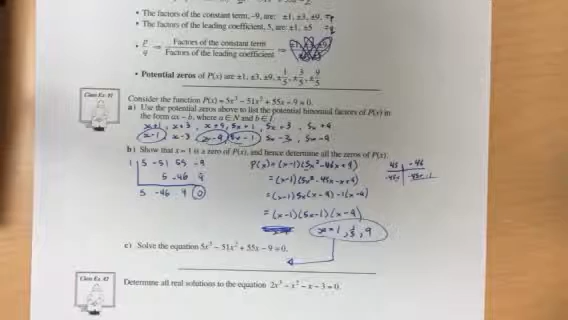 • The factors of the constant term, −9, are: ±1, ±3, ±9,
• The factors of the leading coefficient, 5, are: ±1, ±5
• p/q = Factors of the constant term / Factors of the leading coefficient =
• Potential zeros of P(x) are ±1, ±3, ±9, ±1/5, ±3/5, ±9/5
Class Ex. #1
Consider the function P(x) = 5x³ − 51x² + 55x − 9 = 0.
a) Use the potential zeros above to list the potential binomial factors of P(x) in
the form ax − b, where a ∈ N and b ∈ I.
x+1, x+3, x+9, 5x+1, 5x+3, 5x+9
x-1, x-3, x-9, 5x-1, 5x-3, 5x-9
b) Show that x = 1 is a zero of P(x), and hence determine all the zeros of P(x).
1 | 5 -51 55 -9
5 -46 9
5 -46 9 0
P(x) = (x-1)(5x²-46x+9)
= (x-1)(5x²-45x-x+9)
= (x-1)5x(x-9)-1(x-9)
= (x-1)(5x-1)(x-9)
x = 1, 1/5, 9
45 -46
-45x
c) Solve the equation 5x³ − 51x² + 55x − 9 = 0.
Class Ex. #2
Determine all real solutions to the equation 2x³ − x² − x − 3 = 0.